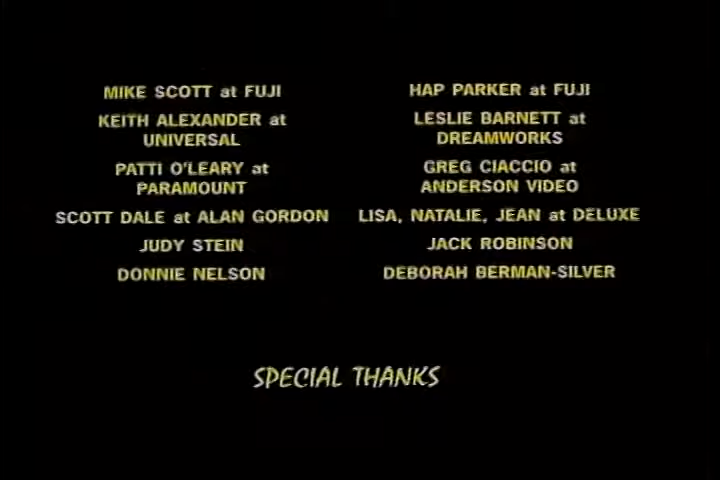 MIKE SCOTT at FUJI
KEITH ALEXANDER at
UNIVERSAL
PATTI O'LEARY at
PARAMOUNT
SCOTT DALE at ALAN GORDON
JUDY STEIN
DONNIE NELSON
HAP PARKER at FUJI
LESLIE BARNETT at
DREAMWORKS
GREG CIACCIO at
ANDERSON VIDEO
LISA, NATALIE, JEAN at DELUXE
JACK ROBINSON
DEBORAH BERMAN-SILVER
SPECIAL THANKS